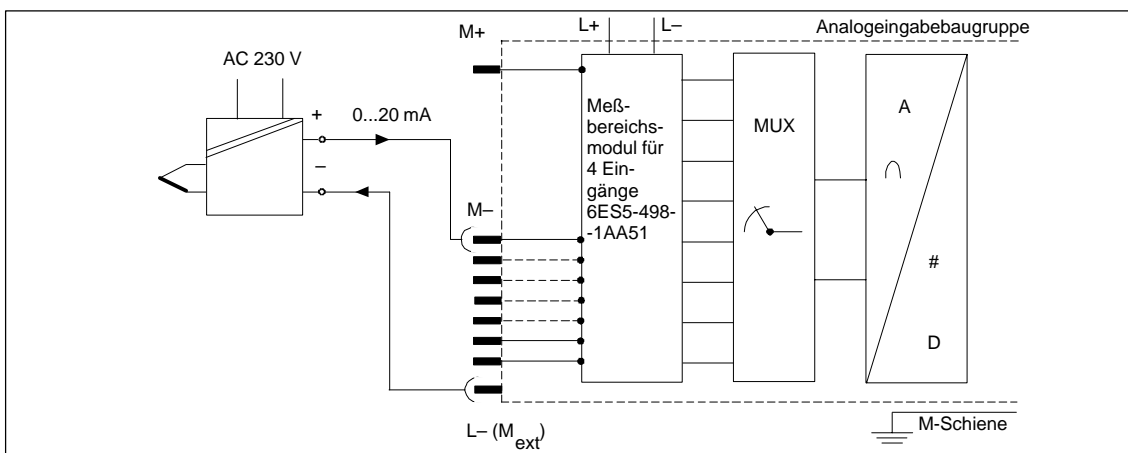 L+ L– Analogeingabebaugruppe
M+
AC 230 V
+ 0...20 mA
–
M–
Meß-
bereichs-
modul für
4 Ein-
gänge
6ES5-498-
-1AA51
MUX
A
#
D
L– (Mext)
M-Schiene